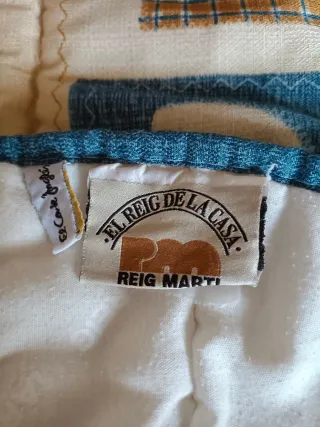 ·EL REIG DE LA CASA·
rm
REIG MARTI